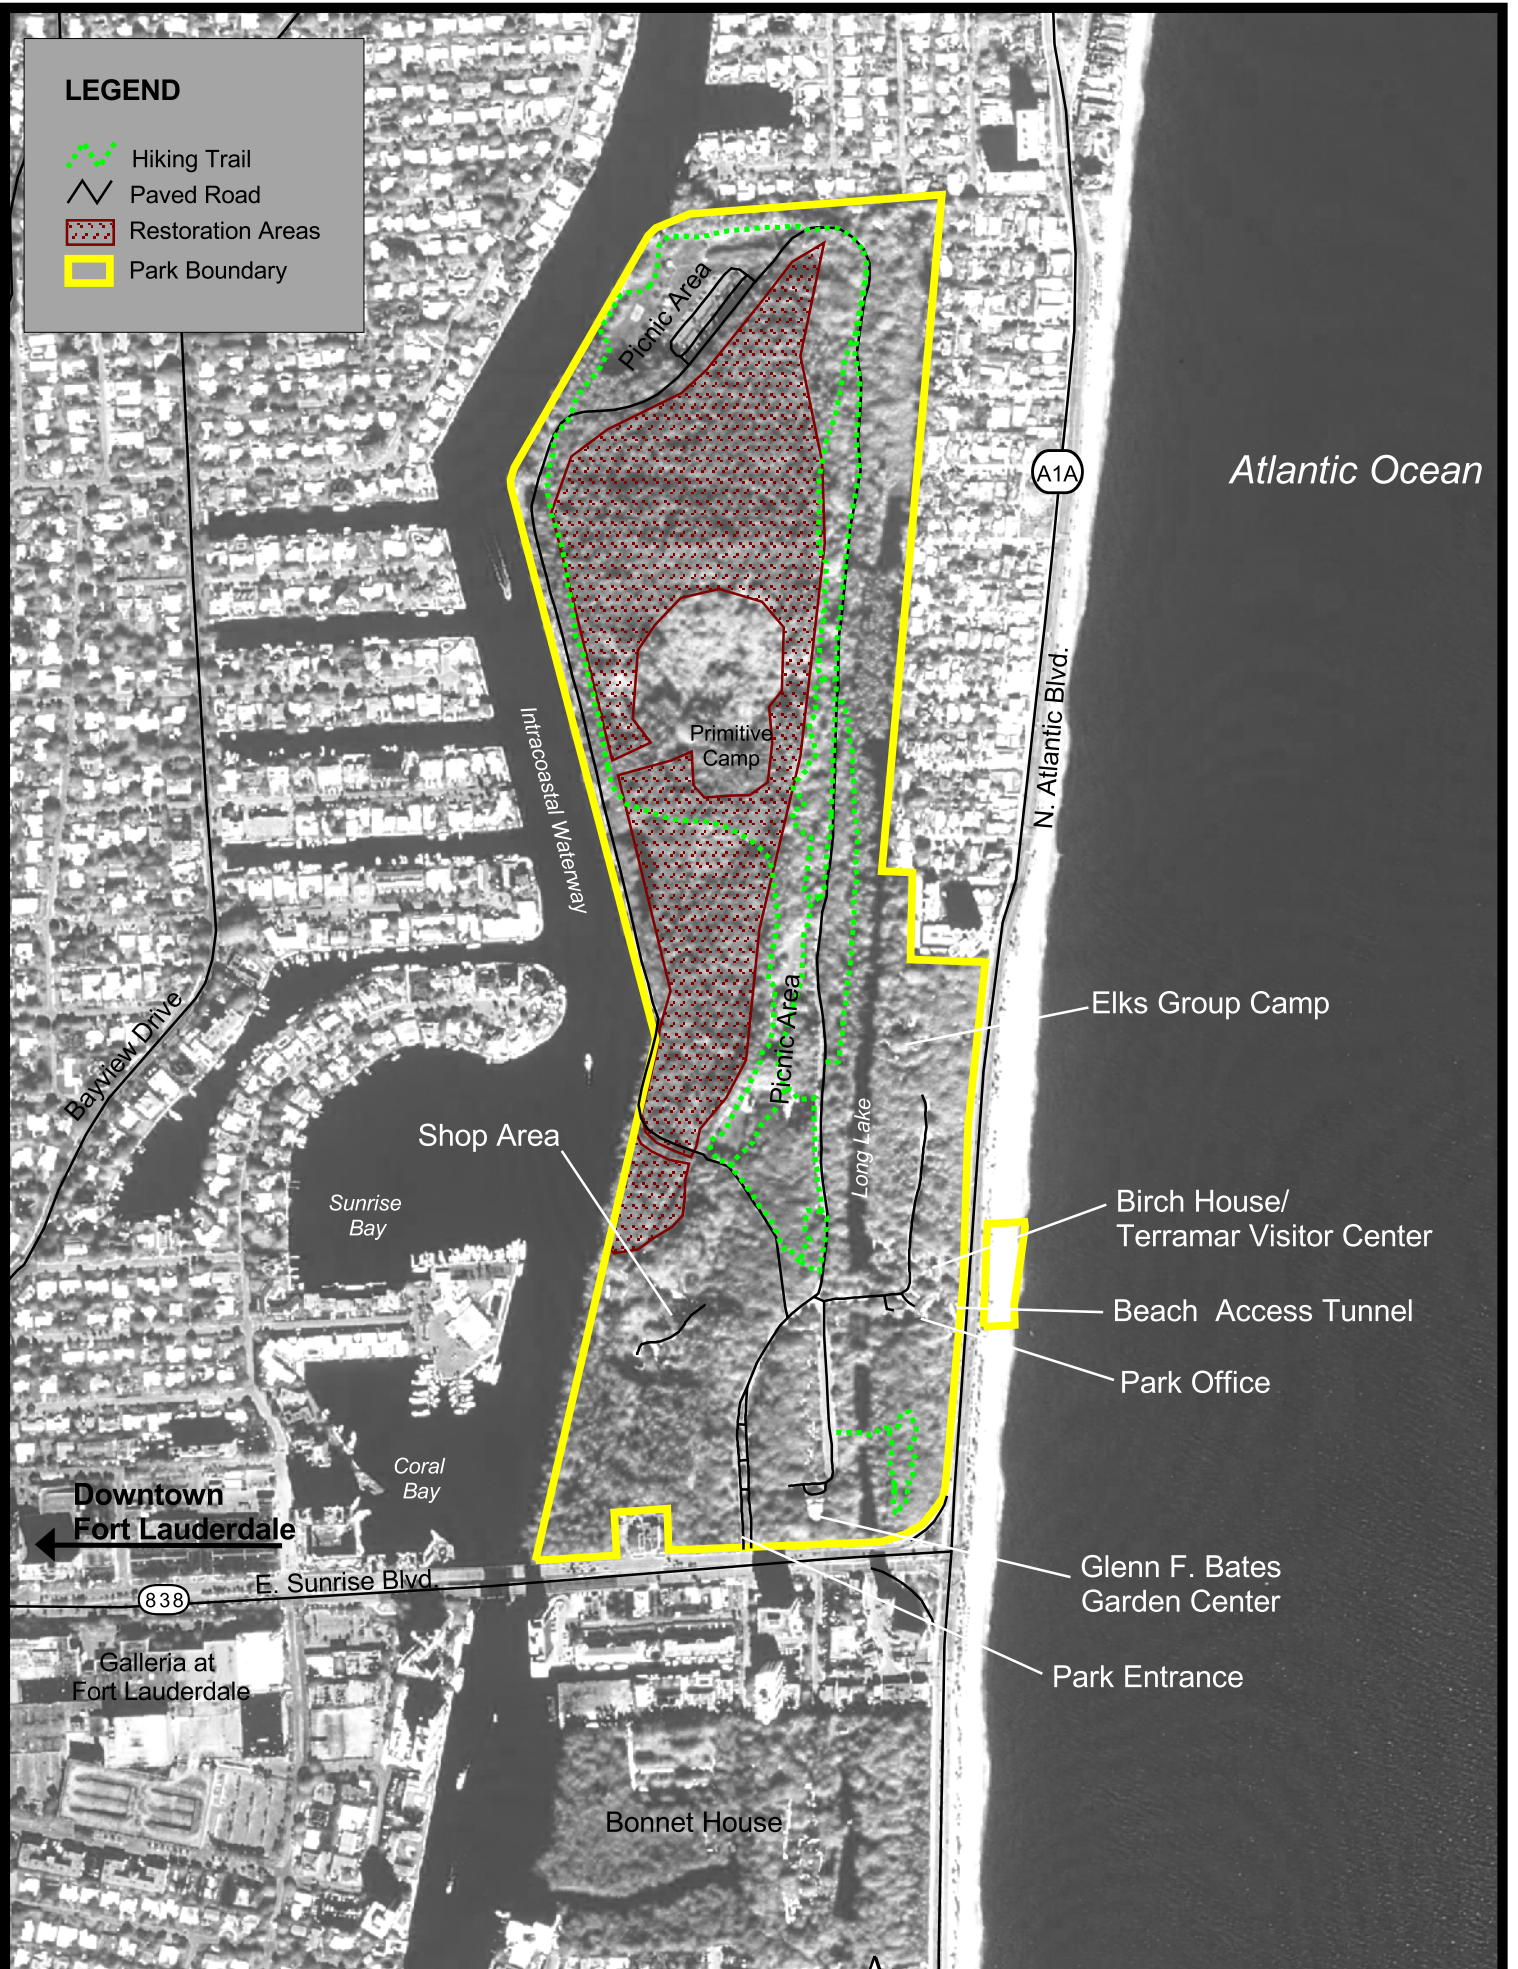 LEGEND
Hiking Trail
Paved Road
Restoration Areas
Park Boundary
Picnic Area
A1A
Atlantic Ocean
N. Atlantic Blvd.
Primitive
Camp
Intracoastal Waterway
Bayview Drive
Picnic Area
Elks Group Camp
Long Lake
Shop Area
Sunrise
Bay
Birch House/
Terramar Visitor Center
Beach Access Tunnel
Park Office
Coral
Bay
Downtown
Fort Lauderdale
E. Sunrise Blvd.
838
Glenn F. Bates
Garden Center
Galleria at
Fort Lauderdale
Park Entrance
Bonnet House